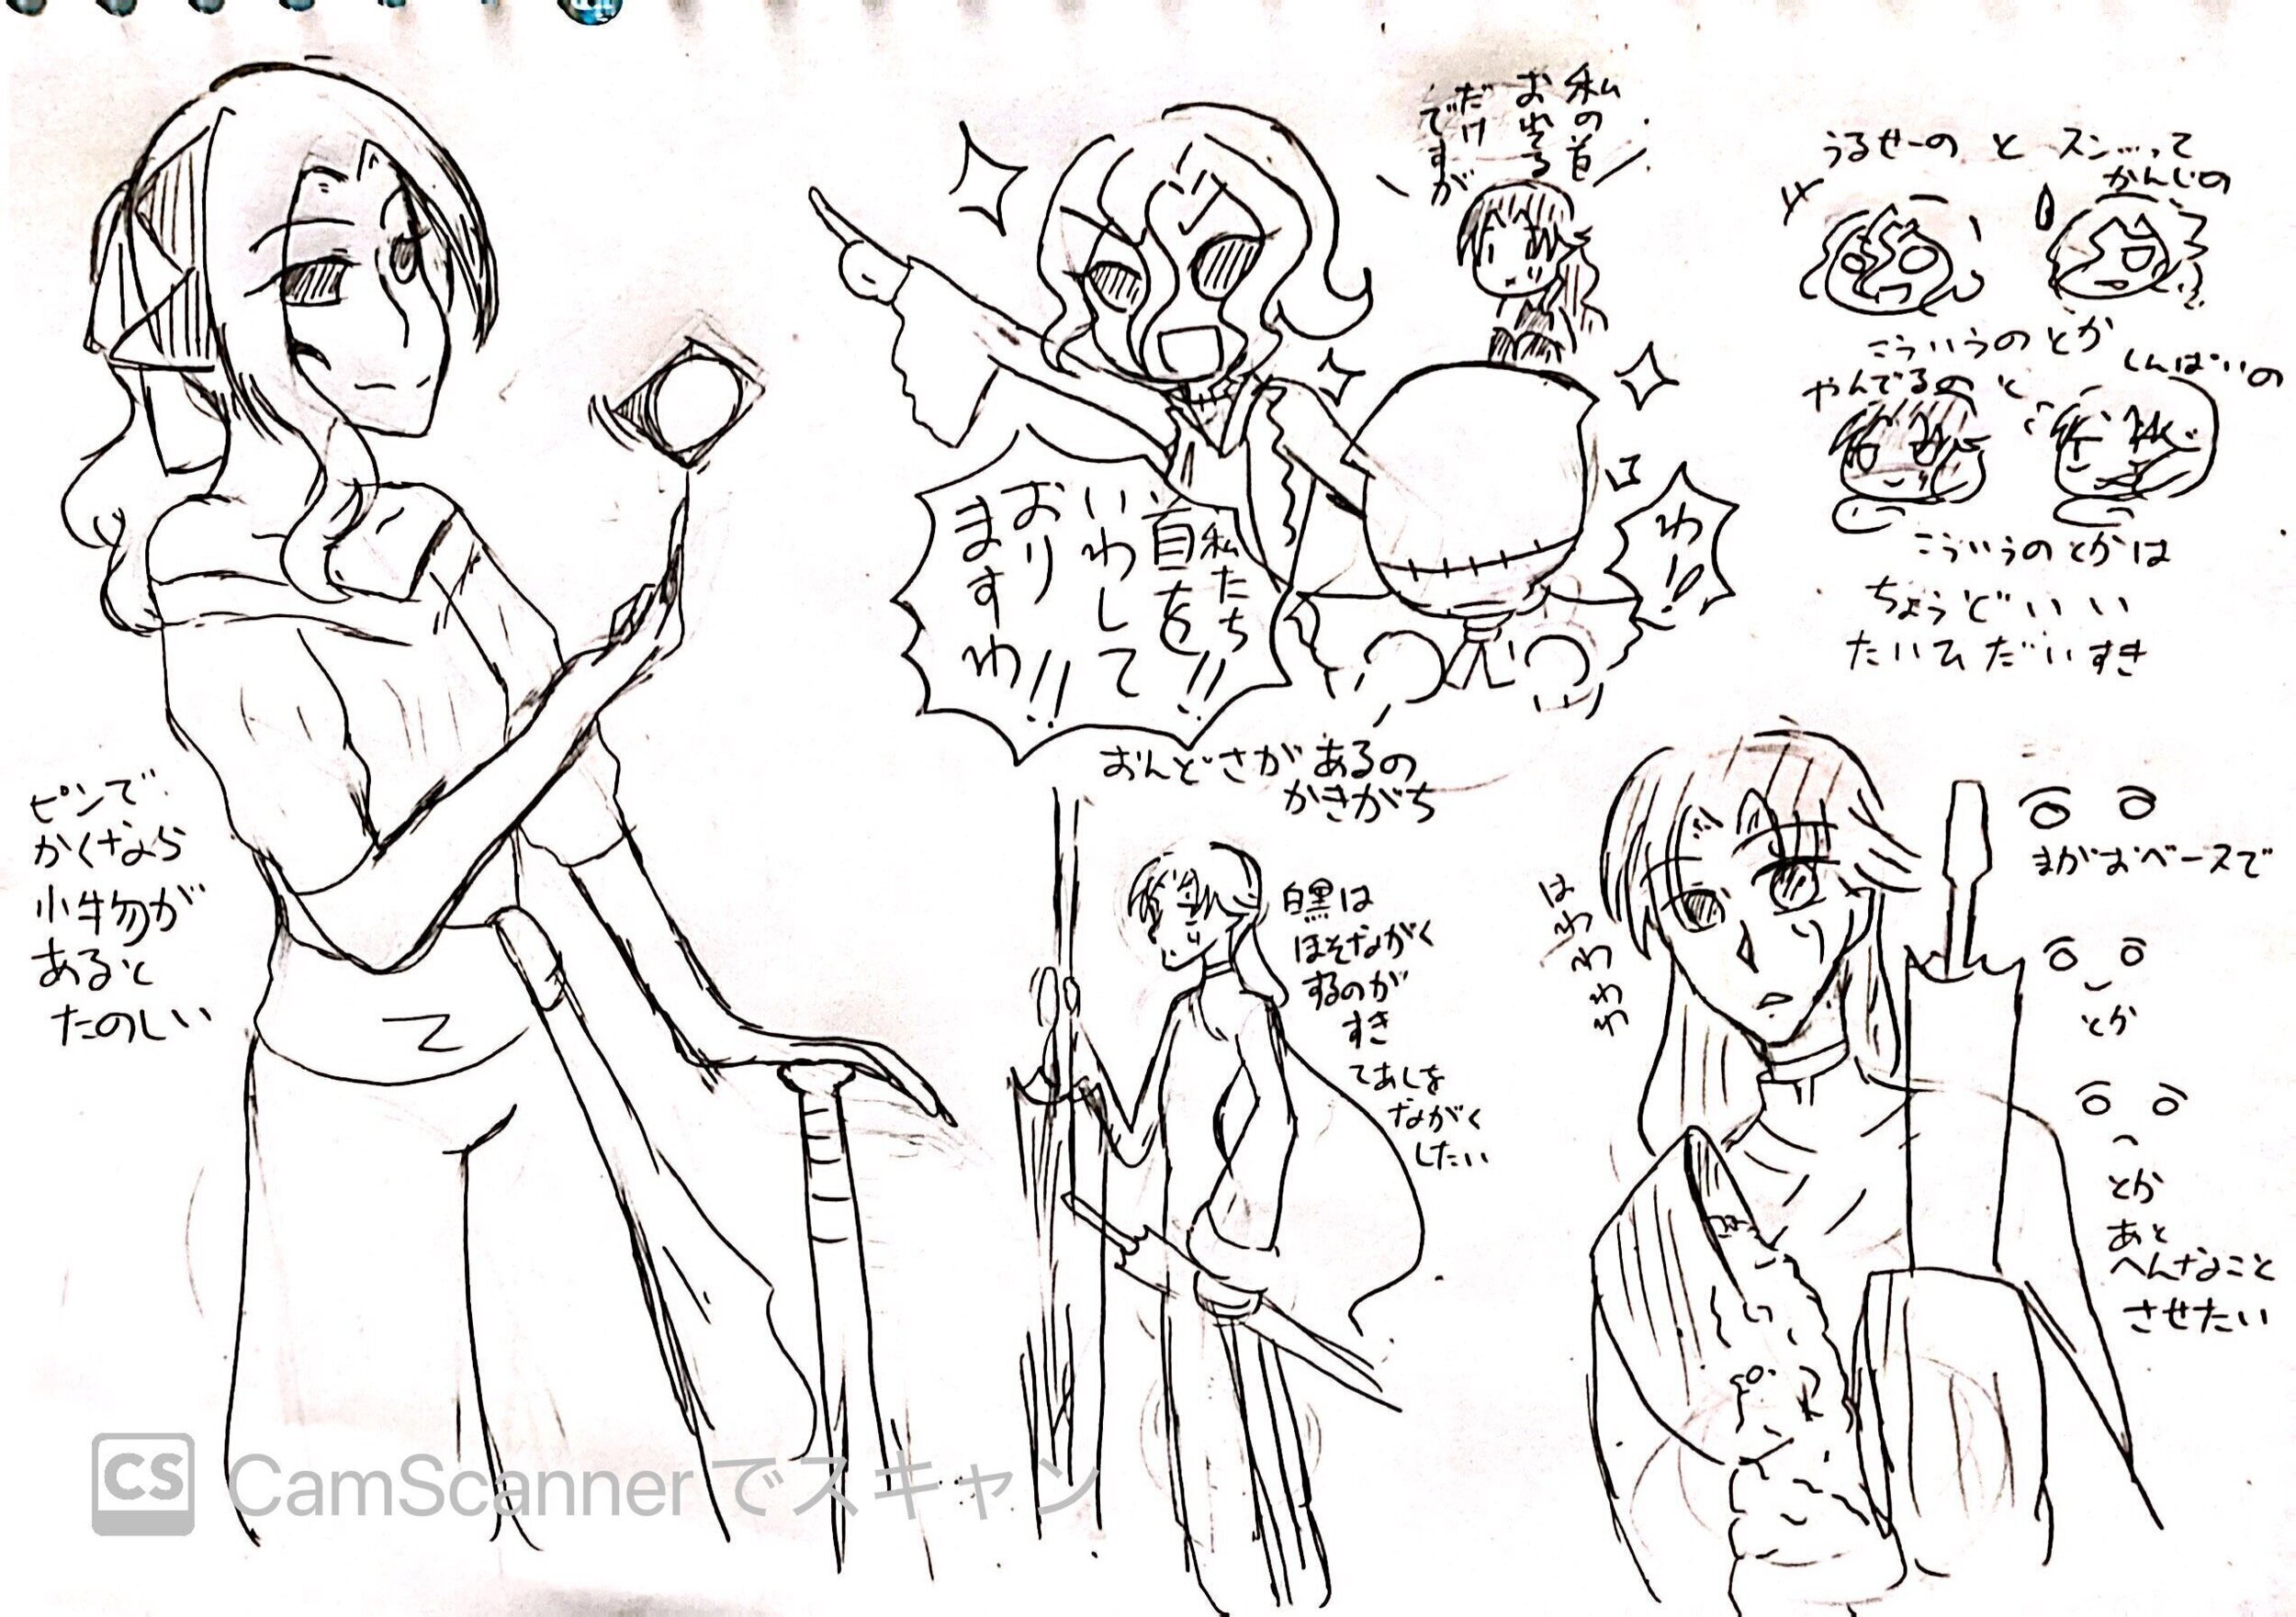 私の首
お出る
だけ
ですが
うるせーの と スン…って
かんじの
こういうのとか
やんでるの と
しんぱいの
こういうのとかは
ちょうどいい
たいひ だいすき
私たち
首を!!
いわして
おり
ます
わ!!
わ!!
おんどさが あるの
かきがち
ピンで
かくなら
小物が
あると
たのしい
白黒は
ほそながく
するのが
すき
てあしを
ながく
したい
はわわわわ
まがおベースで
とか
とか
あと
へんなこと
させたい
CS CamScannerでスキャン